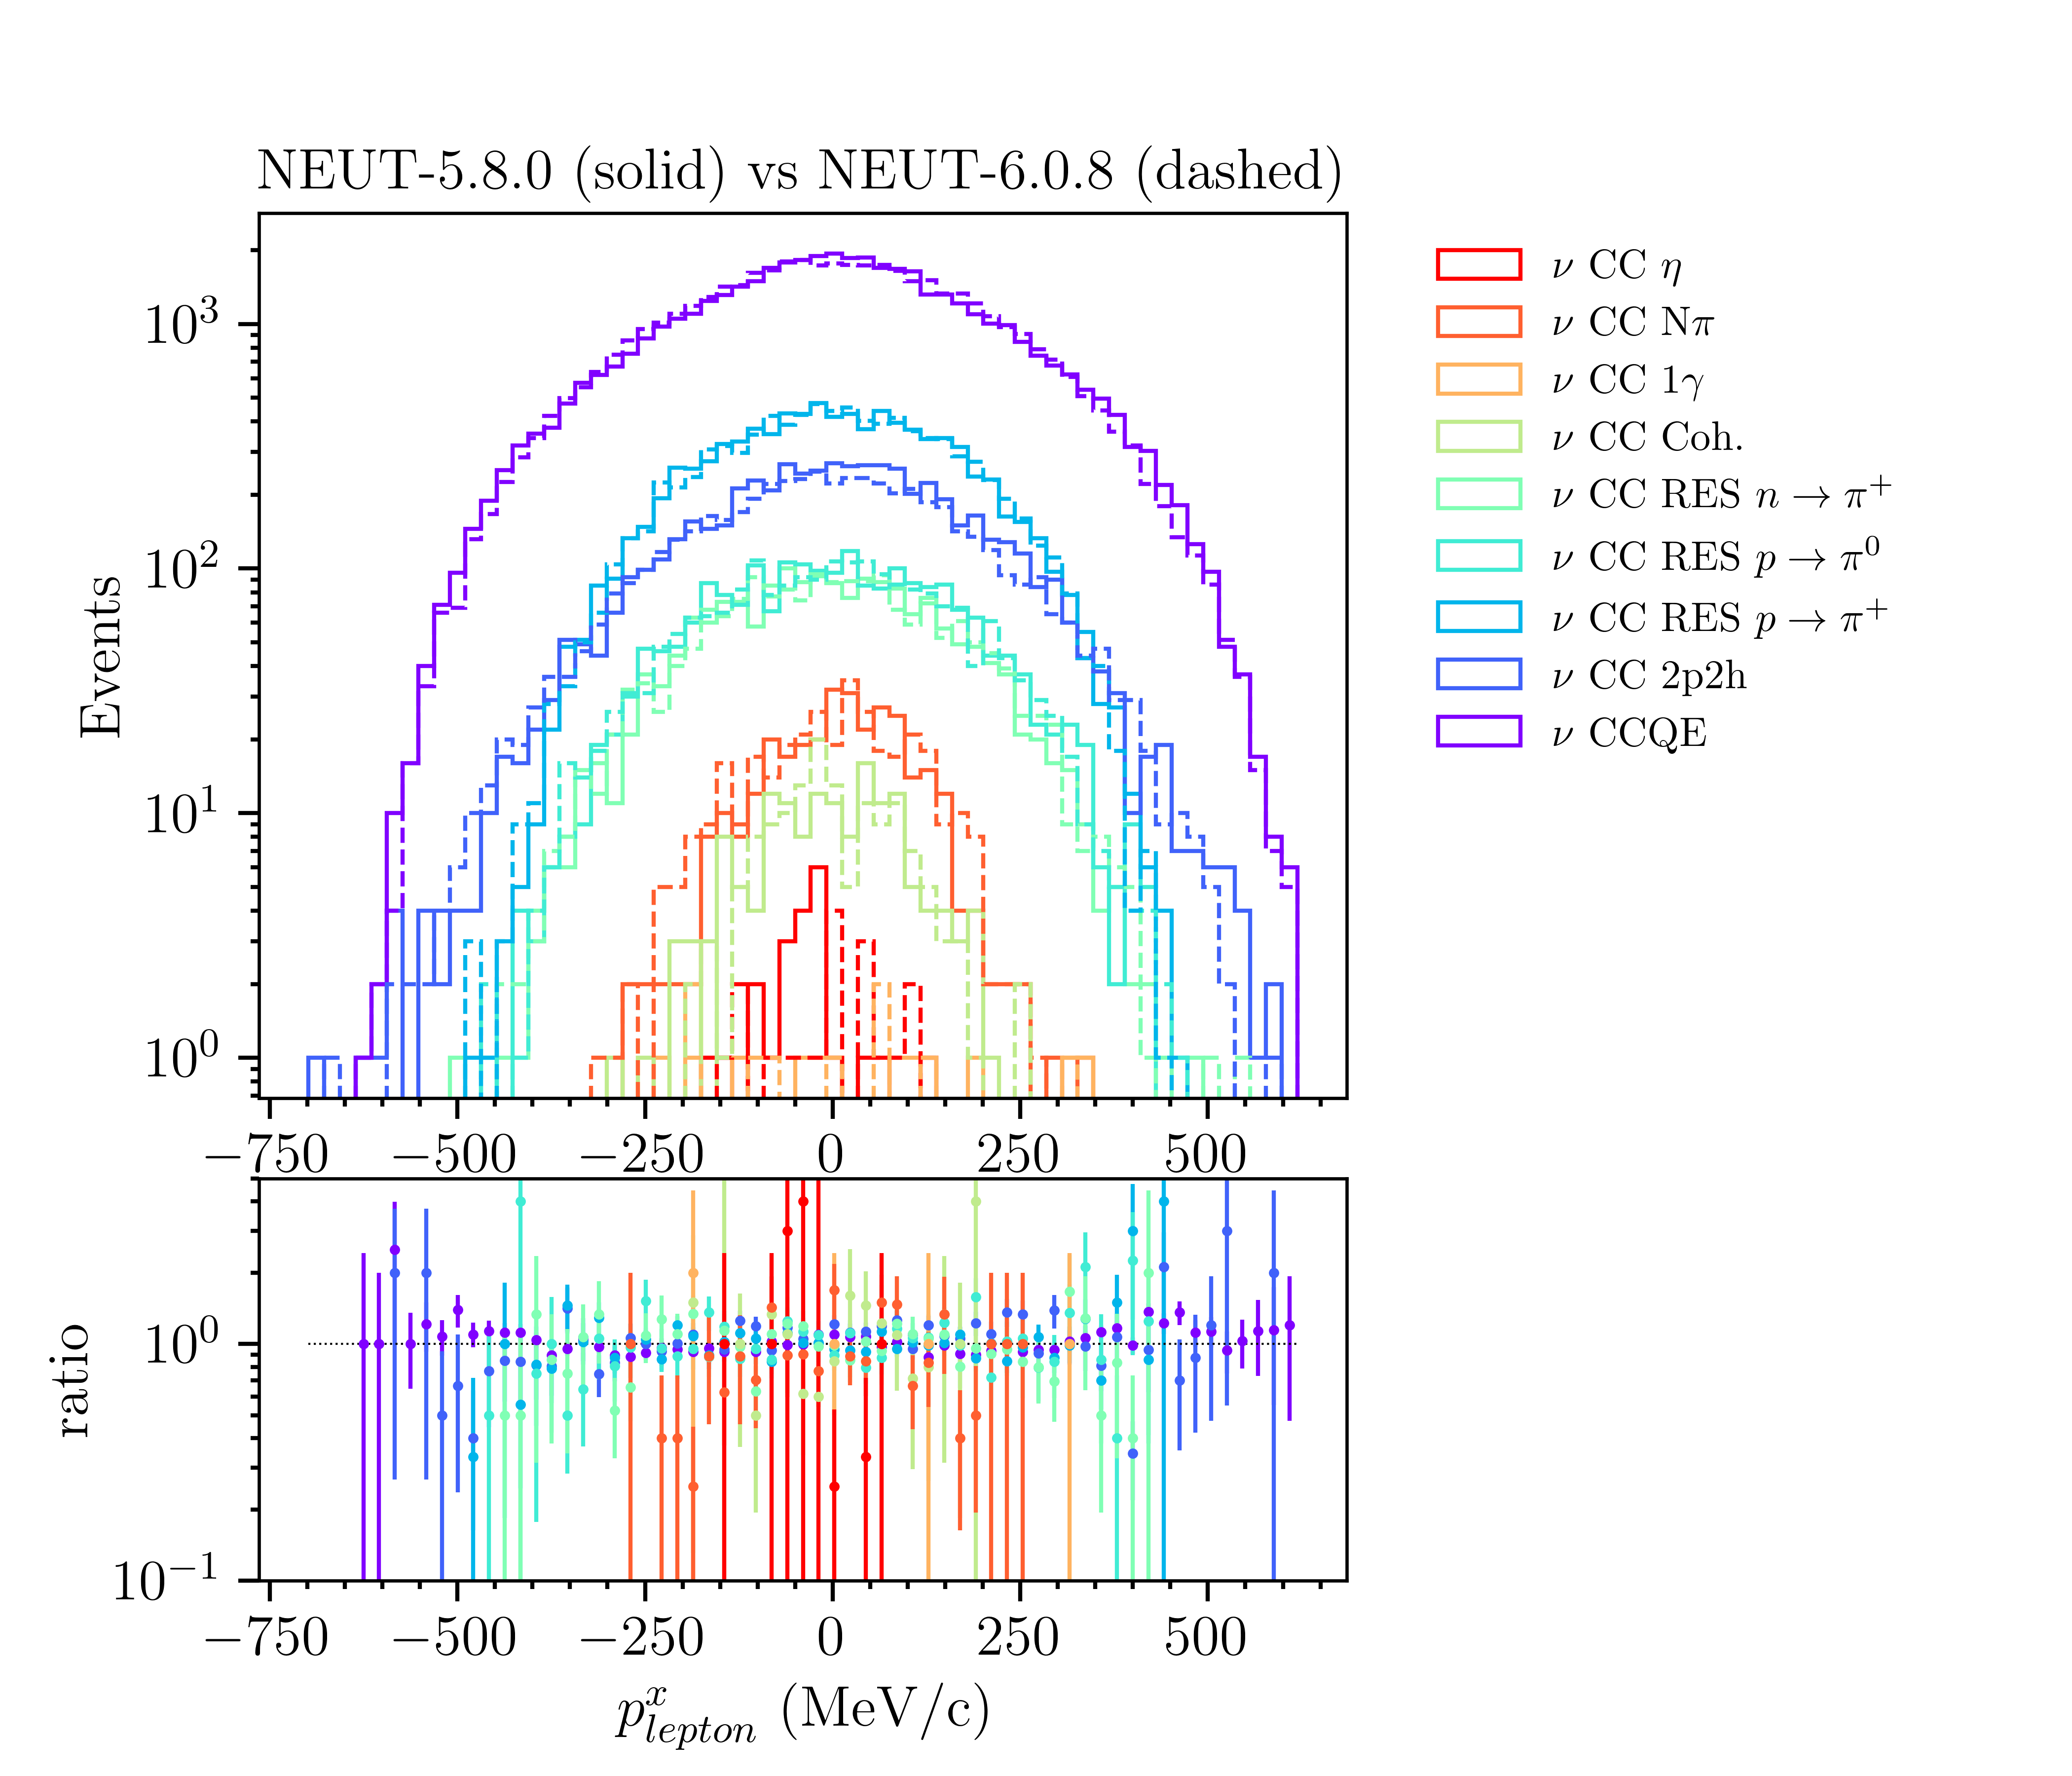 NEUT-5.8.0 (solid) vs NEUT-6.0.8 (dashed)
Events
10³
10²
10¹
10⁰
−750 −500 −250 0 250 500
ν CC η
ν CC Nπ
ν CC 1γ
ν CC Coh.
ν CC RES n → π⁺
ν CC RES p → π⁰
ν CC RES p → π⁺
ν CC 2p2h
ν CCQE
ratio
10⁰
10⁻¹
−750 −500 −250 0 250 500
pˣ_lepton (MeV/c)